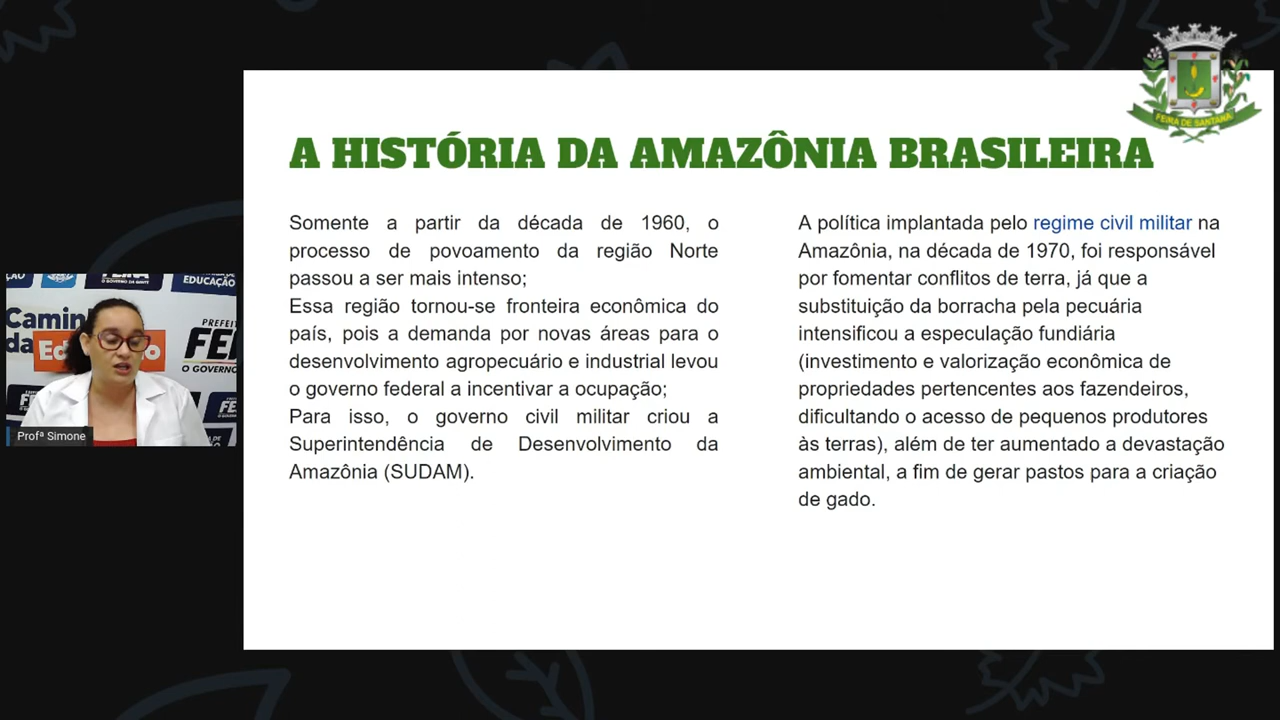 FEIRA DE SANTANA
A HISTÓRIA DA AMAZÔNIA BRASILEIRA
Somente a partir da década de 1960, o
processo de povoamento da região Norte
passou a ser mais intenso;
Essa região tornou-se fronteira econômica do
país, pois a demanda por novas áreas para o
desenvolvimento agropecuário e industrial levou
o governo federal a incentivar a ocupação;
Para isso, o governo civil militar criou a
Superintendência de Desenvolvimento da
Amazônia (SUDAM).
A política implantada pelo regime civil militar na
Amazônia, na década de 1970, foi responsável
por fomentar conflitos de terra, já que a
substituição da borracha pela pecuária
intensificou a especulação fundiária
(investimento e valorização econômica de
propriedades pertencentes aos fazendeiros,
dificultando o acesso de pequenos produtores
às terras), além de ter aumentado a devastação
ambiental, a fim de gerar pastos para a criação
de gado.
EDUCAÇÃO
Camin
da
Ed
o
PREFEIT
FE
O GOVERNO
Profª Simone